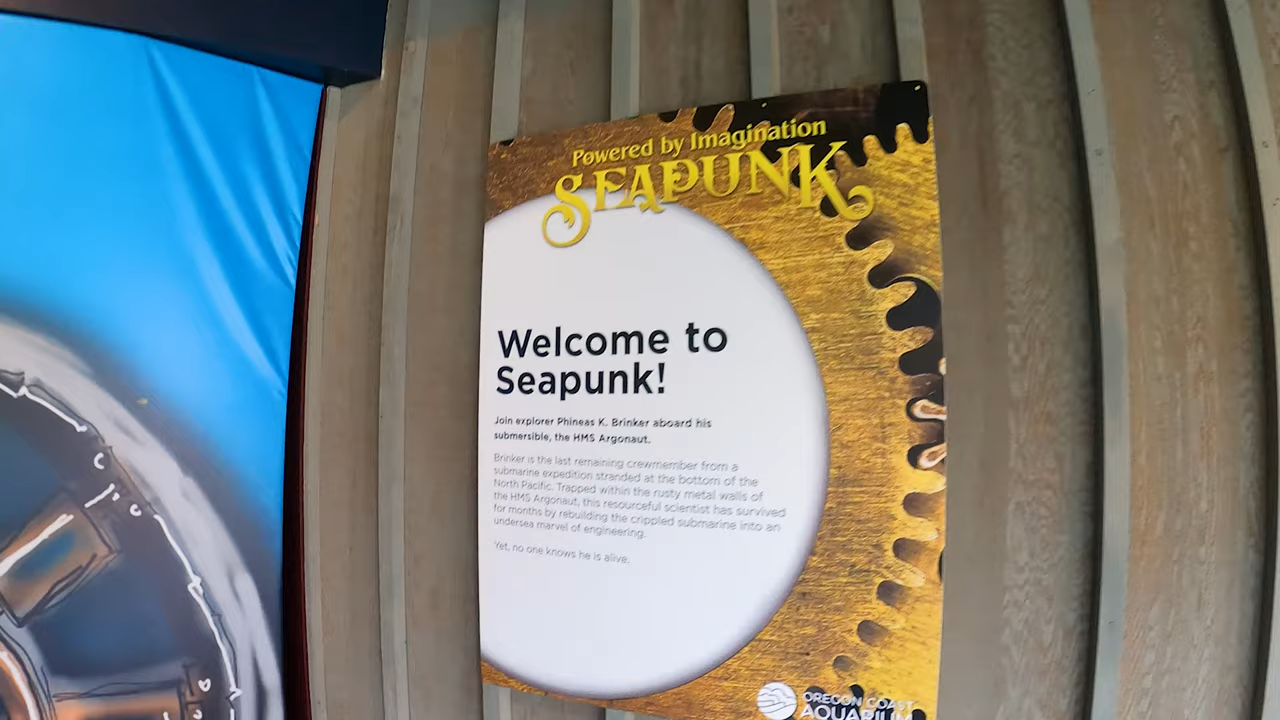 Powered by Imagination
SEAPUNK
Welcome to
Seapunk!
Join explorer Phineas K. Brinker aboard his
submersible, the HMS Argonaut.
Brinker is the last remaining crewmember from a
submarine expedition stranded at the bottom of the
North Pacific. Trapped within the rusty metal walls of
the HMS Argonaut, this resourceful scientist has survived
for months by rebuilding the crippled submarine into an
undersea marvel of engineering.
Yet, no one knows he is alive.
OREGON COAST
AQUARIUM